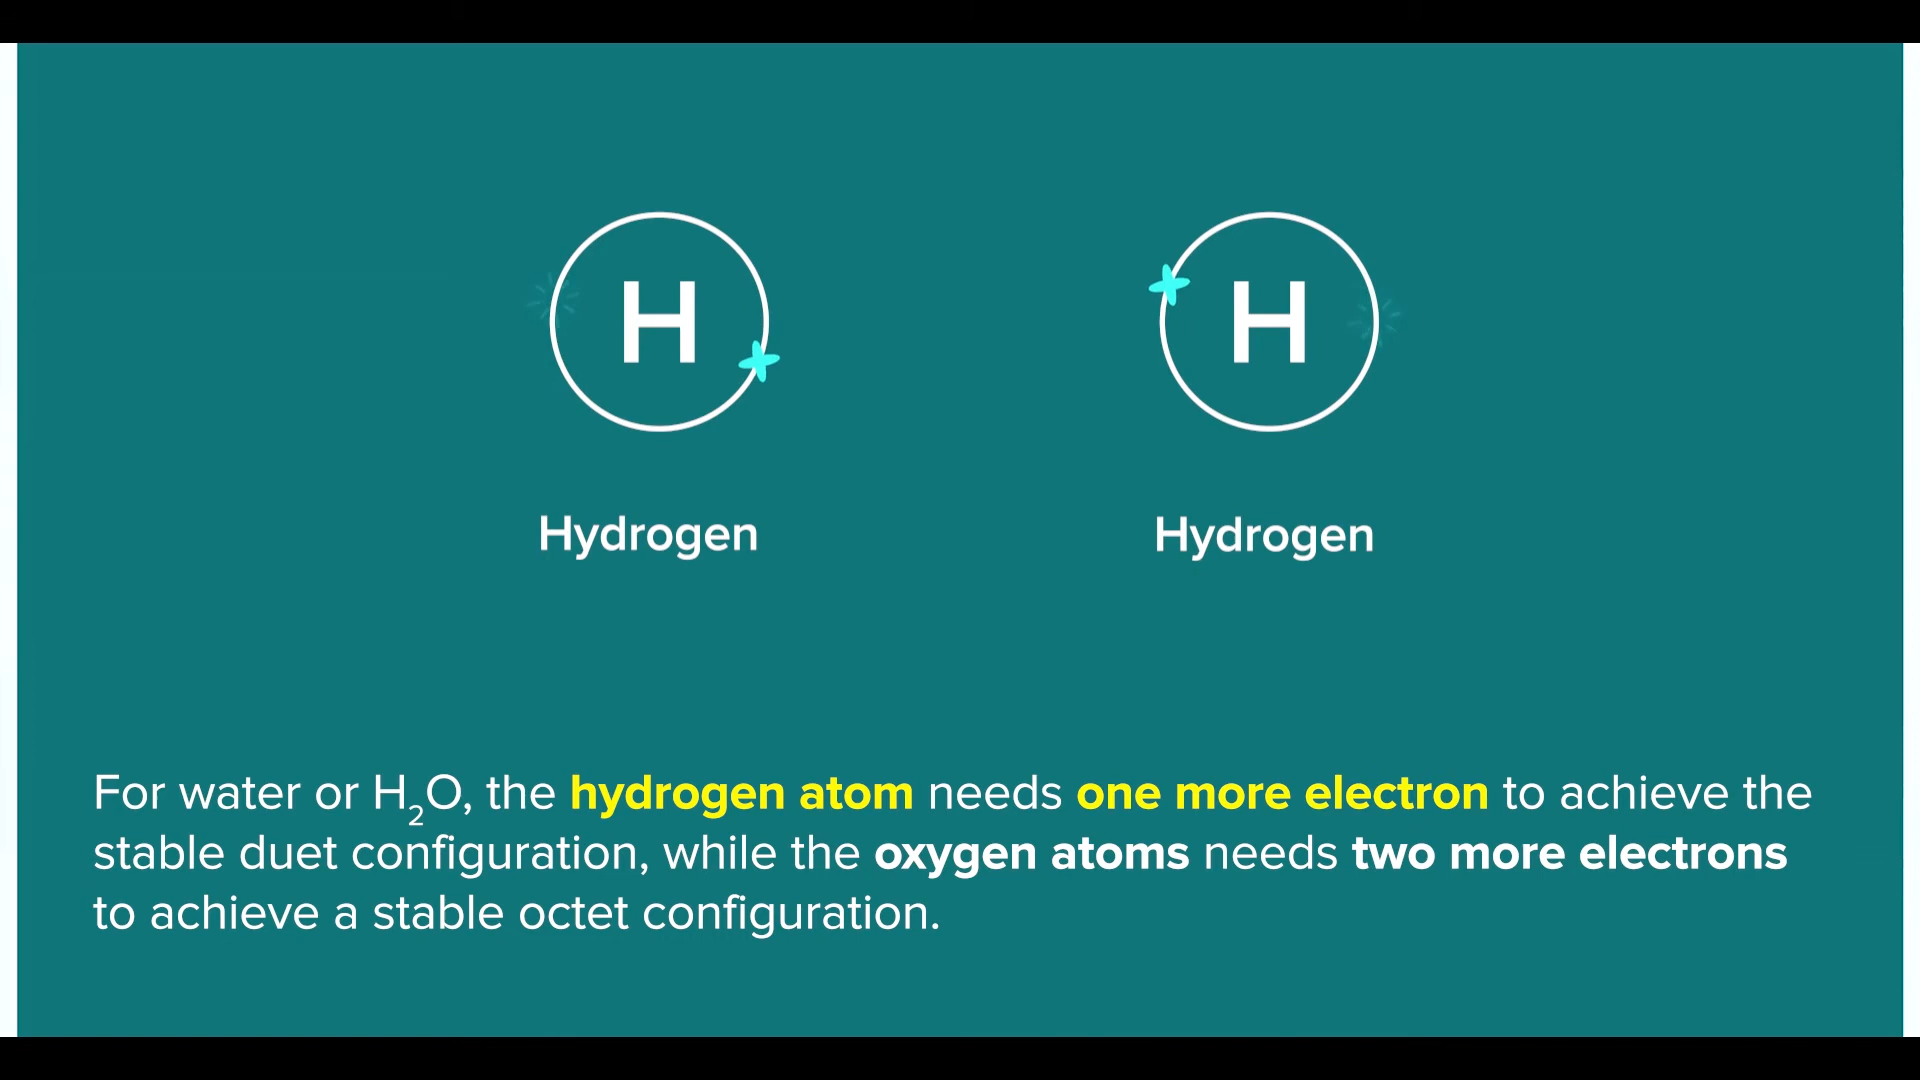 H H
Hydrogen Hydrogen
For water or H₂O, the hydrogen atom needs one more electron to achieve the
stable duet configuration, while the oxygen atoms needs two more electrons
to achieve a stable octet configuration.